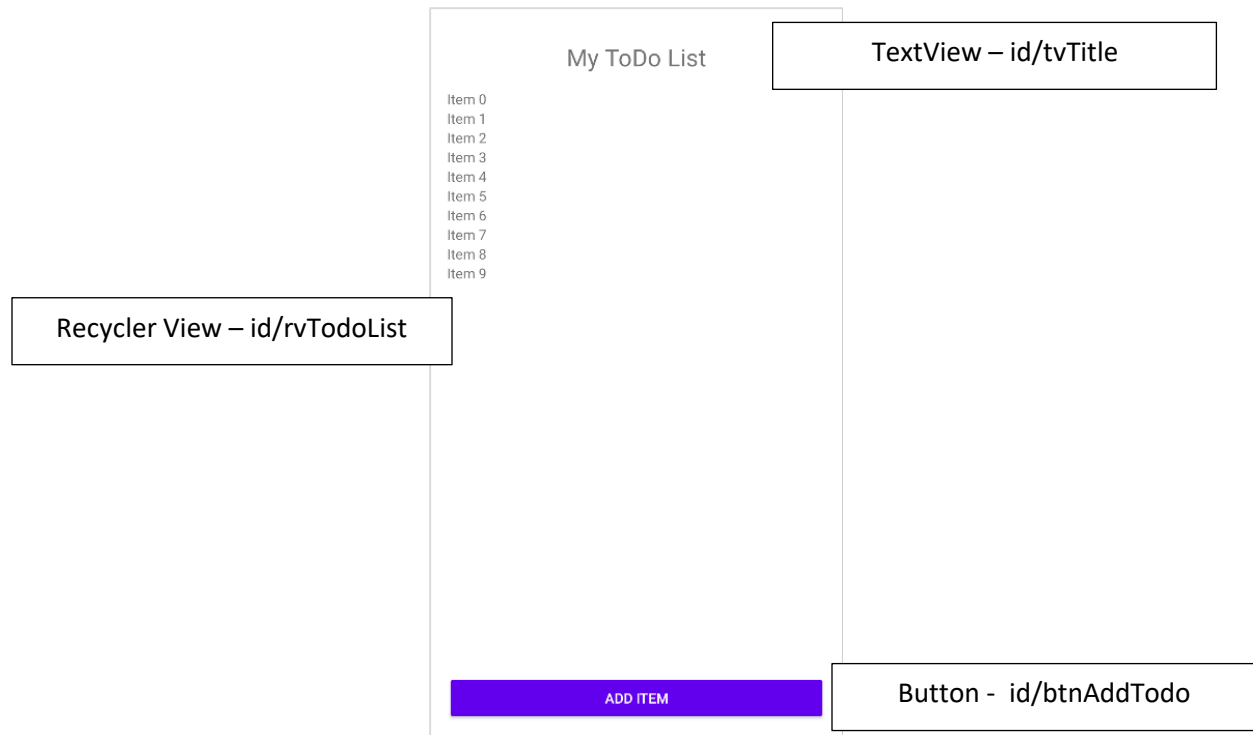 My ToDo List
TextView – id/tvTitle
Item 0
Item 1
Item 2
Item 3
Item 4
Item 5
Item 6
Item 7
Item 8
Item 9
Recycler View – id/rvTodoList
ADD ITEM
Button - id/btnAddTodo